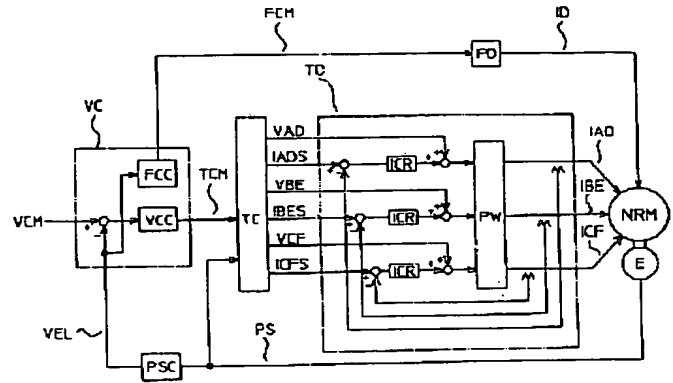 FCM
ID
TD
FD
VC
IAD
VAD
TCM
IADS
ICR
FCC
VBE
IBE
NRM
VCM
VCC
TC
IBES
ICR
PW
ICF
VCF
E
ICFS
ICR
VEL
PS
PSC